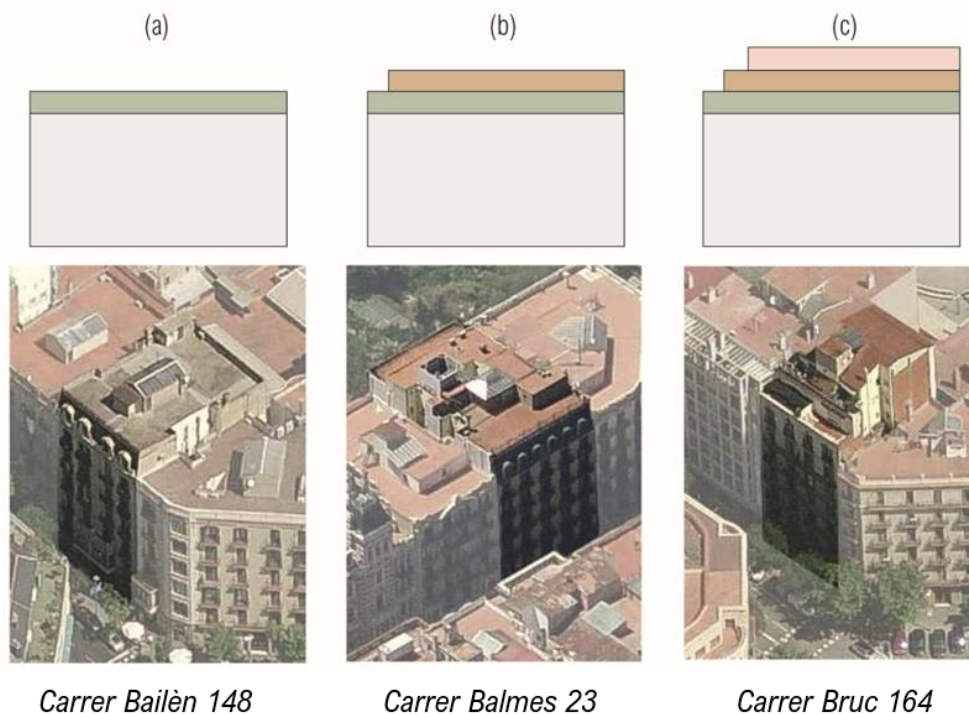 (a)
(b)
(c)
Carrer Bailèn 148
Carrer Balmes 23
Carrer Bruc 164